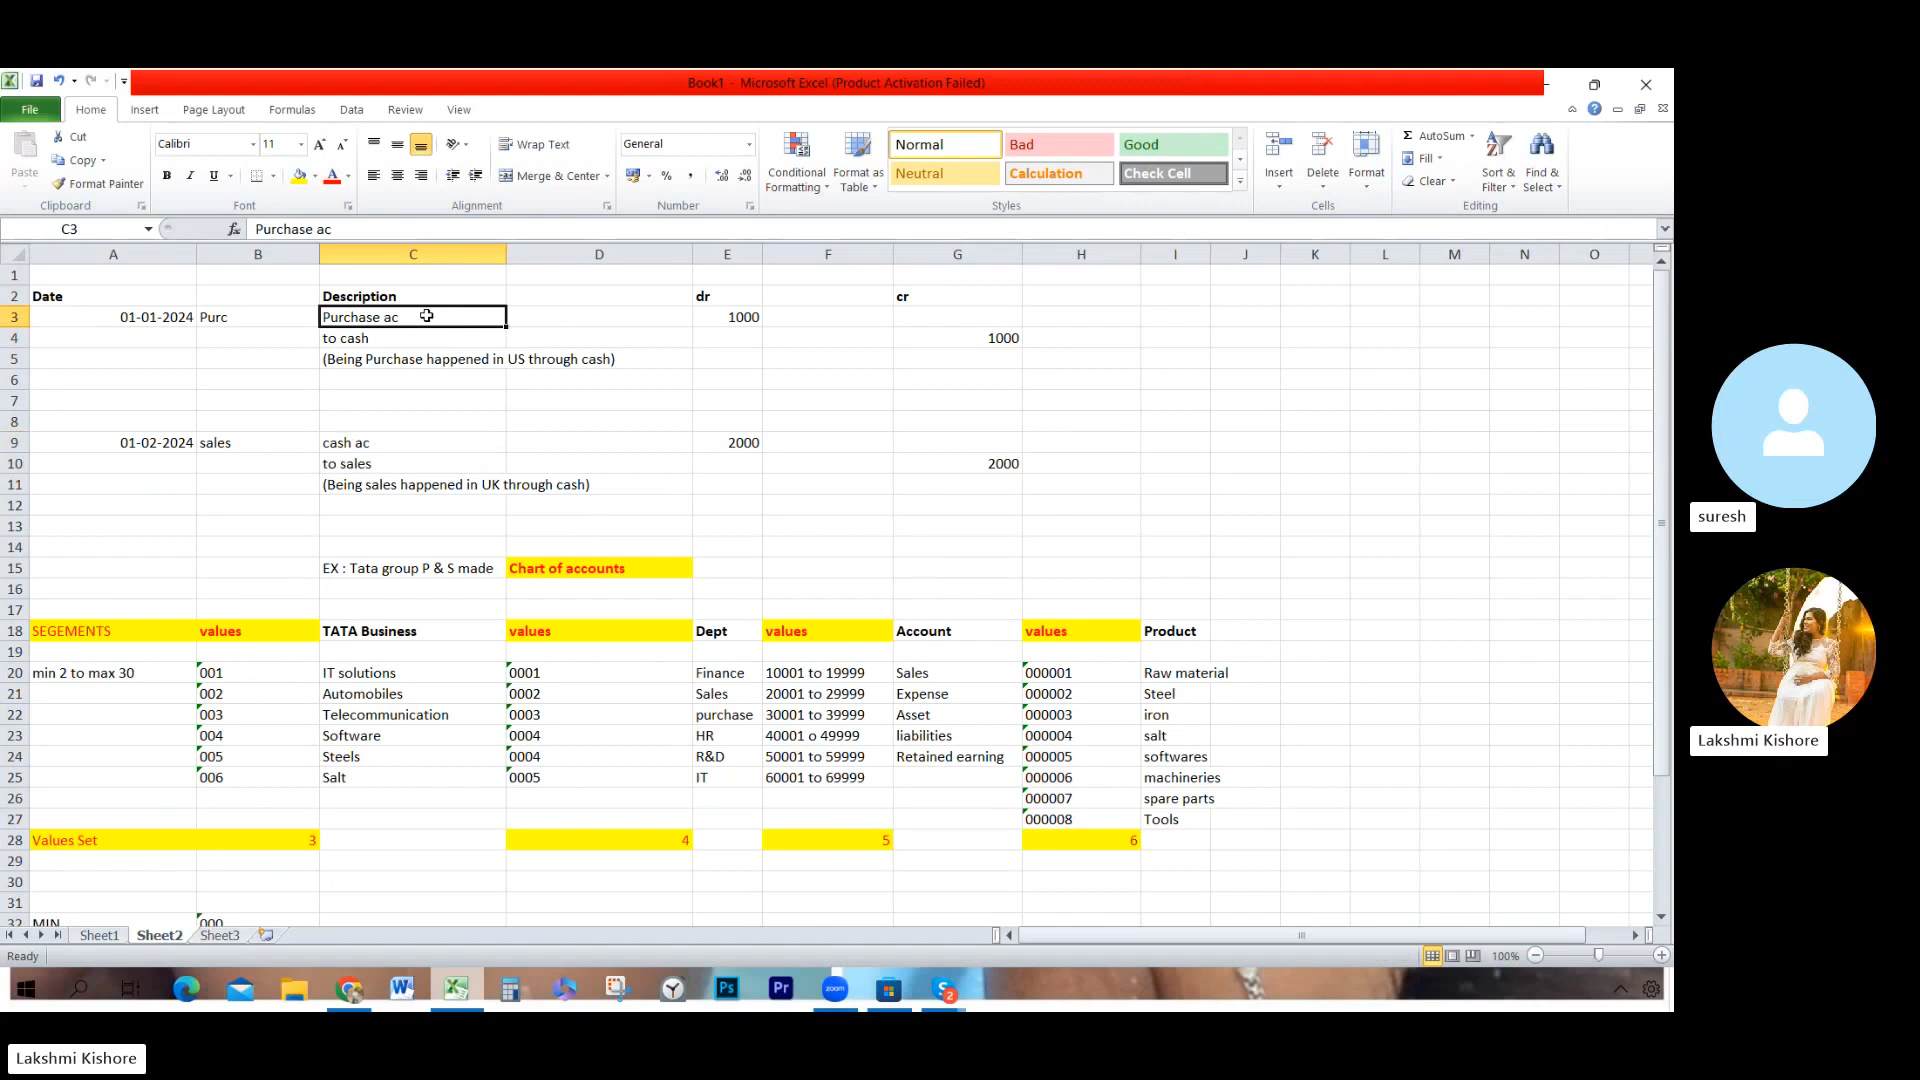 Book1 - Microsoft Excel (Product Activation Failed)
File Home Insert Page Layout Formulas Data Review View
Paste Cut Copy Format Painter Clipboard
Calibri 11 B I U A Font
Wrap Text Merge & Center Alignment
General % , Number
Conditional Formatting Format as Table Normal Bad Good Neutral Calculation Check Cell Styles
Insert Delete Format Cells
AutoSum Fill Clear Sort & Filter Find & Select Editing
C3 fx Purchase ac
A B C D E F G H I J K L M N O
1
2 Date Description dr cr
3 01-01-2024 Purc Purchase ac 1000
4 to cash 1000
5 (Being Purchase happened in US through cash)
6
7
8
9 01-02-2024 sales cash ac 2000
10 to sales 2000
11 (Being sales happened in UK through cash)
12
13
14
15 EX : Tata group P & S made Chart of accounts
16
17
18 SEGEMENTS values TATA Business values Dept values Account values Product
19
20 min 2 to max 30 001 IT solutions 0001 Finance 10001 to 19999 Sales 000001 Raw material
21 002 Automobiles 0002 Sales 20001 to 29999 Expense 000002 Steel
22 003 Telecommunication 0003 purchase 30001 to 39999 Asset 000003 iron
23 004 Software 0004 HR 40001 o 49999 liabilities 000004 salt
24 005 Steels 0004 R&D 50001 to 59999 Retained earning 000005 softwares
25 006 Salt 0005 IT 60001 to 69999 000006 machineries
26 000007 spare parts
27 000008 Tools
28 Values Set 3 4 5 6
29
30
31
32 MIN 000
Sheet1 Sheet2 Sheet3
Ready 100%
Ps Pr zoom 2
suresh
Lakshmi Kishore
Lakshmi Kishore